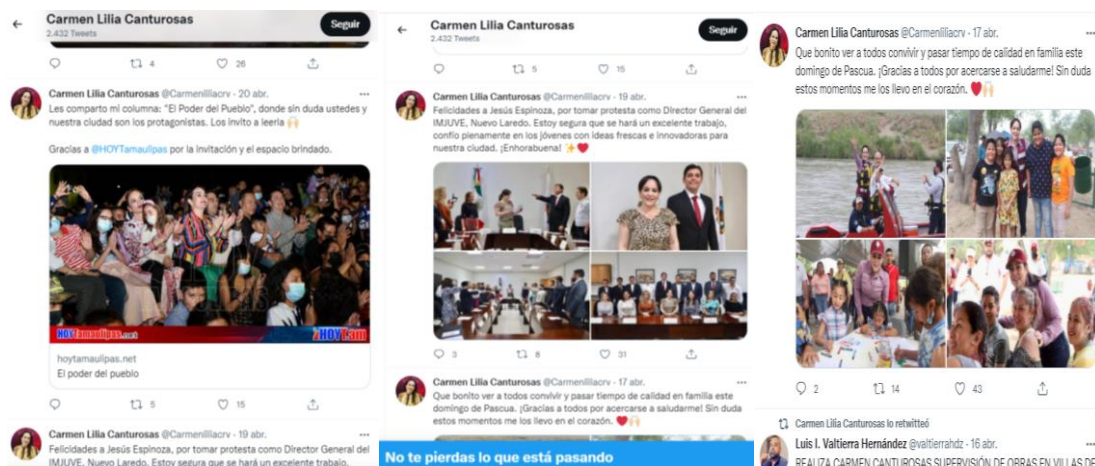 Carmen Lilia Canturosas
2.432 Tweets
Seguir
4
26
Carmen Lilia Canturosas @Carmenliliacrv · 20 abr.
Les comparto mi columna: "El Poder del Pueblo", donde sin duda ustedes y
nuestra ciudad son los protagonistas. Los invito a leerla 🙌
Gracias a @HOYTamaulipas por la invitación y el espacio brindado.
HOYTamaulipas.net
hoytamaulipas.net
El poder del pueblo
5
15
Carmen Lilia Canturosas @Carmenliliacrv · 19 abr.
Felicidades a Jesús Espinoza, por tomar protesta como Director General del
IMJUVE, Nuevo Laredo. Estoy segura que se hará un excelente trabajo,
Carmen Lilia Canturosas
2.432 Tweets
Seguir
5
15
Carmen Lilia Canturosas @Carmenliliacrv · 19 abr.
Felicidades a Jesús Espinoza, por tomar protesta como Director General del
IMJUVE, Nuevo Laredo. Estoy segura que se hará un excelente trabajo,
confío plenamente en los jóvenes con ideas frescas e innovadoras para
nuestra ciudad. ¡Enhorabuena! ✨❤️
3
8
31
Carmen Lilia Canturosas @Carmenliliacrv · 17 abr.
Que bonito ver a todos convivir y pasar tiempo de calidad en familia este
domingo de Pascua. ¡Gracias a todos por acercarse a saludarme! Sin duda
estos momentos me los llevo en el corazón. ❤️🙌
No te pierdas lo que está pasando
Carmen Lilia Canturosas @Carmenliliacrv · 17 abr.
Que bonito ver a todos convivir y pasar tiempo de calidad en familia este
domingo de Pascua. ¡Gracias a todos por acercarse a saludarme! Sin duda
estos momentos me los llevo en el corazón. ❤️🙌
2
14
43
Carmen Lilia Canturosas lo retwitteó
Luis I. Valtierra Hernández @valtierrahdz · 16 abr.
REALIZA CARMEN CANTUROSAS SUPERVISIÓN DE OBRAS EN VILLAS DE